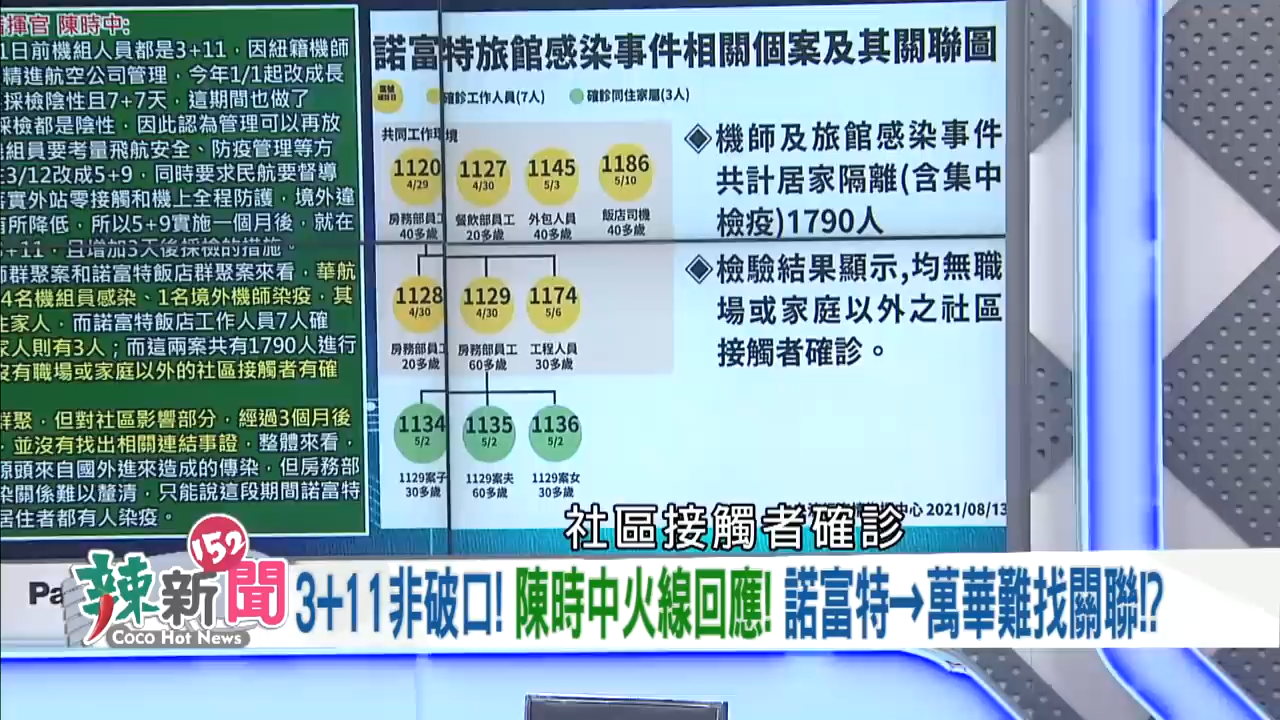 揮官 陳時中:
1日前機組人員都是3+11，因紐籍機師
精進航空公司管理，今年1/1起改成長
採檢陰性且7+7天，這期間也做了
採檢都是陰性，因此認為管理可以再放
組員要考量飛航安全、防疫管理等方
3/12改成5+9，同時要求民航要督導
落實外站零接觸和機上全程防護，境外違
有所降低，所以5+9實施一個月後，就在
+11，且增加3天後採檢的措施。
師群聚案和諾富特飯店群聚案來看，華航
4名機組員感染、1名境外機師染疫，其
住家人，而諾富特飯店工作人員7人確
家人則有3人；而這兩案共有1790人進行
沒有職場或家庭以外的社區接觸者有確
群聚，但對社區影響部分，經過3個月後
，並沒有找出相關連結事證，整體來看，
源頭來自國外進來造成的傳染，但房務部
染關係難以釐清，只能說這段期間諾富特
居住者都有人染疫。
諾富特旅館感染事件相關個案及其關聯圖
確診工作人員(7人) 確診同住家屬(3人)
共同工作環境
1120 1127 1145 1186
4/29 4/30 5/3 5/10
房務部員工 餐飲部員工 外包人員 飯店司機
40多歲 20多歲 40多歲 40多歲
1128 1129 1174
4/30 4/30 5/6
房務部員工 房務部員工 工程人員
20多歲 60多歲 30多歲
1134 1135 1136
5/2 5/2 5/2
1129案子 1129案夫 1129案女
30多歲 60多歲 30多歲
◈機師及旅館感染事件
共計居家隔離(含集中
檢疫)1790人
◈檢驗結果顯示,均無職
場或家庭以外之社區
接觸者確診。
中心 2021/08/13
社區接觸者確診
Pa
152
辣新聞
Coco Hot News
3+11非破口! 陳時中火線回應! 諾富特→萬華難找關聯!?